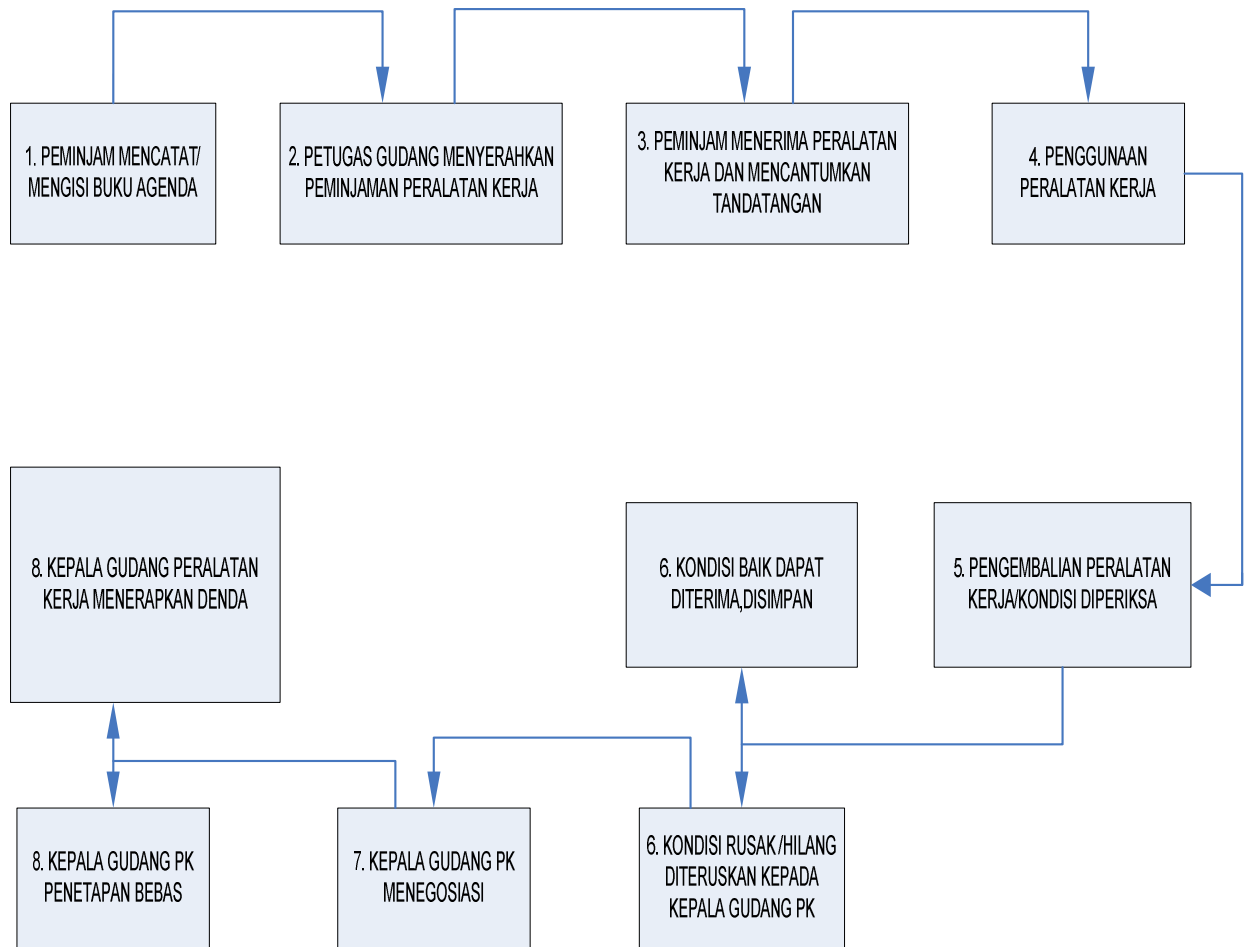 1. PEMINJAM MENCATAT/
MENGISI BUKU AGENDA
2. PETUGAS GUDANG MENYERAHKAN
PEMINJAMAN PERALATAN KERJA
3. PEMINJAM MENERIMA PERALATAN
KERJA DAN MENCANTUMKAN
TANDATANGAN
4. PENGGUNAAN
PERALATAN KERJA
8. KEPALA GUDANG PERALATAN
KERJA MENERAPKAN DENDA
6. KONDISI BAIK DAPAT
DITERIMA,DISIMPAN
5. PENGEMBALIAN PERALATAN
KERJA/KONDISI DIPERIKSA
8. KEPALA GUDANG PK
PENETAPAN BEBAS
7. KEPALA GUDANG PK
MENEGOSIASI
6. KONDISI RUSAK/HILANG
DITERUSKAN KEPADA
KEPALA GUDANG PK